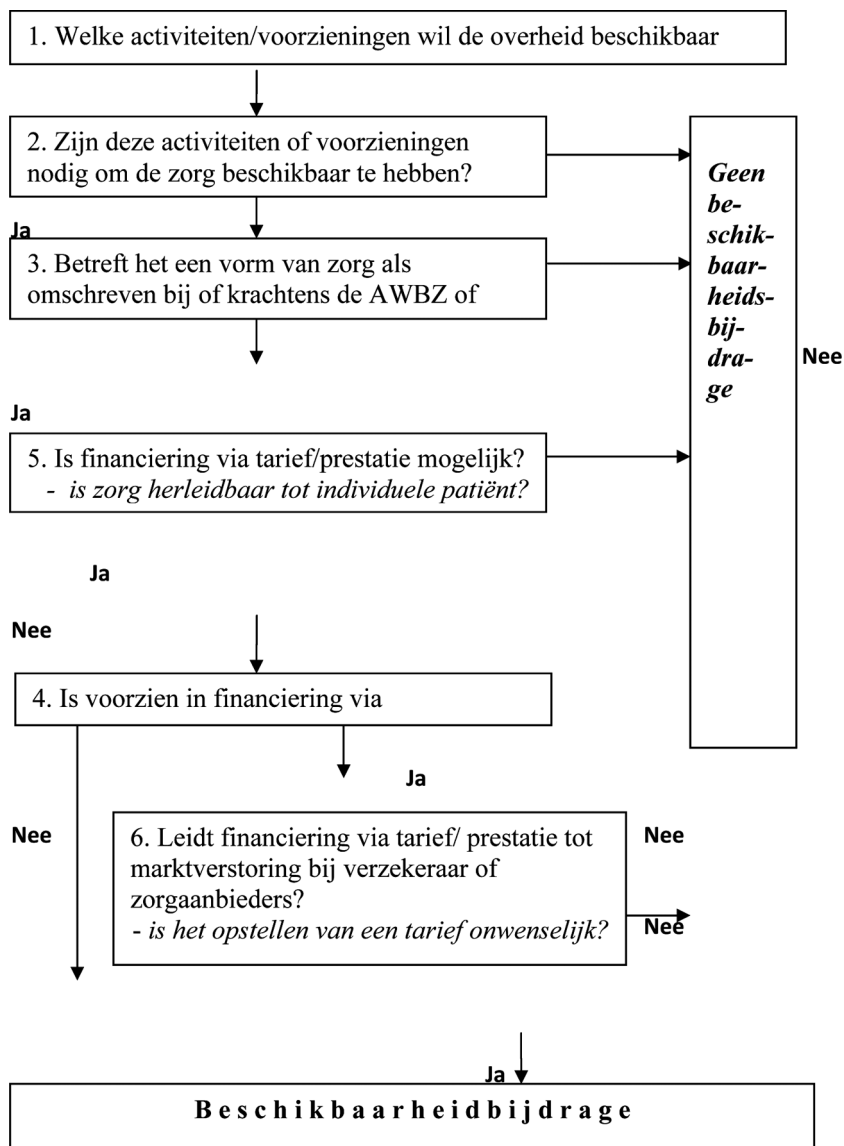 1. Welke activiteiten/voorzieningen wil de overheid beschikbaar
2. Zijn deze activiteiten of voorzieningen
nodig om de zorg beschikbaar te hebben?
Geen
be-
schik-
baar-
heids-
bij-
dra-
ge
Ja
3. Betreft het een vorm van zorg als
omschreven bij of krachtens de AWBZ of
Nee
Ja
5. Is financiering via tarief/prestatie mogelijk?
- is zorg herleidbaar tot individuele patiënt?
Ja
Nee
4. Is voorzien in financiering via
Ja
Nee
6. Leidt financiering via tarief/ prestatie tot
marktverstoring bij verzekeraar of
zorgaanbieders?
- is het opstellen van een tarief onwenselijk?
Nee
Nee
Ja
Beschikbaarheidbijdrage